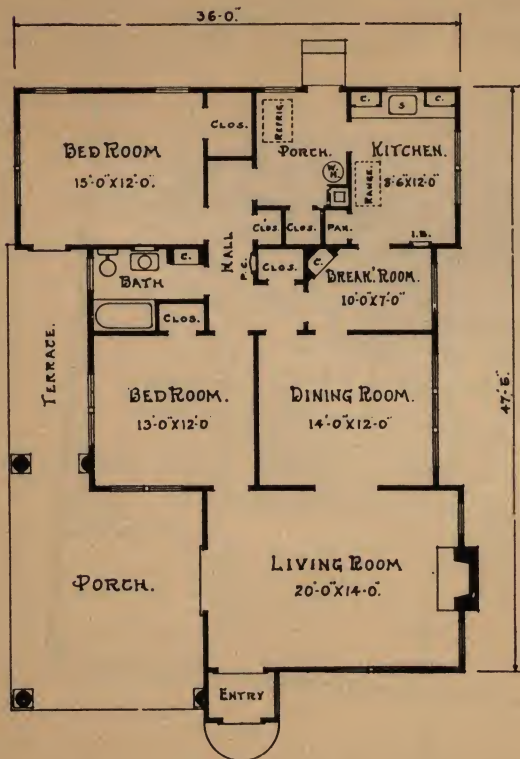 36-0."
C.
S
C.
REFRIG.
CLOS.
BED ROOM
15'-0"X12'-0."
PORCH.
KITCHEN.
8'-6"X12'-0"
W.H.
RANGE.
CLOS.
CLOS.
PAN.
I.B.
HALL
P.C.
CLOS.
C.
BREAK. ROOM.
10'-0"X7'-0."
C.
BATH
CLOS.
TERRACE.
BED ROOM.
13'-0"X12'-0
DINING ROOM.
14'-0"X12'-0
47'-6."
LIVING ROOM
20'-0"X14'-0.
PORCH.
ENTRY